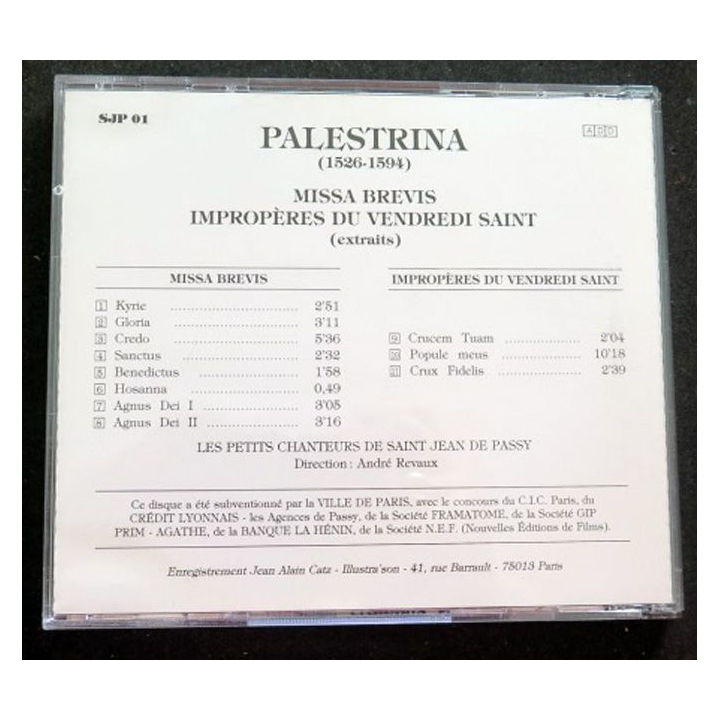 SJP 01
ADD
PALESTRINA
(1526-1594)
MISSA BREVIS
IMPROPÈRES DU VENDREDI SAINT
(extraits)
MISSA BREVIS
1 Kyrie 2'51
2 Gloria 3'11
3 Credo 5'36
4 Sanctus 2'32
5 Benedictus 1'58
6 Hosanna 0,49
7 Agnus Dei I 3'05
8 Agnus Dei II 3'16
IMPROPÈRES DU VENDREDI SAINT
9 Crucem Tuam 2'04
10 Popule meus 10'18
11 Crux Fidelis 2'39
LES PETITS CHANTEURS DE SAINT JEAN DE PASSY
Direction : André Revaux
Ce disque a été subventionné par la VILLE DE PARIS, avec le concours du C.I.C. Paris, du
CRÉDIT LYONNAIS - les Agences de Passy, de la Société FRAMATOME, de la Société GIP
PRIM - AGATHE, de la BANQUE LA HÉNIN, de la Société N.E.F. (Nouvelles Éditions de Films).
Enregistrement Jean Alain Catz - Illustra'son - 41, rue Barrault - 75013 Paris